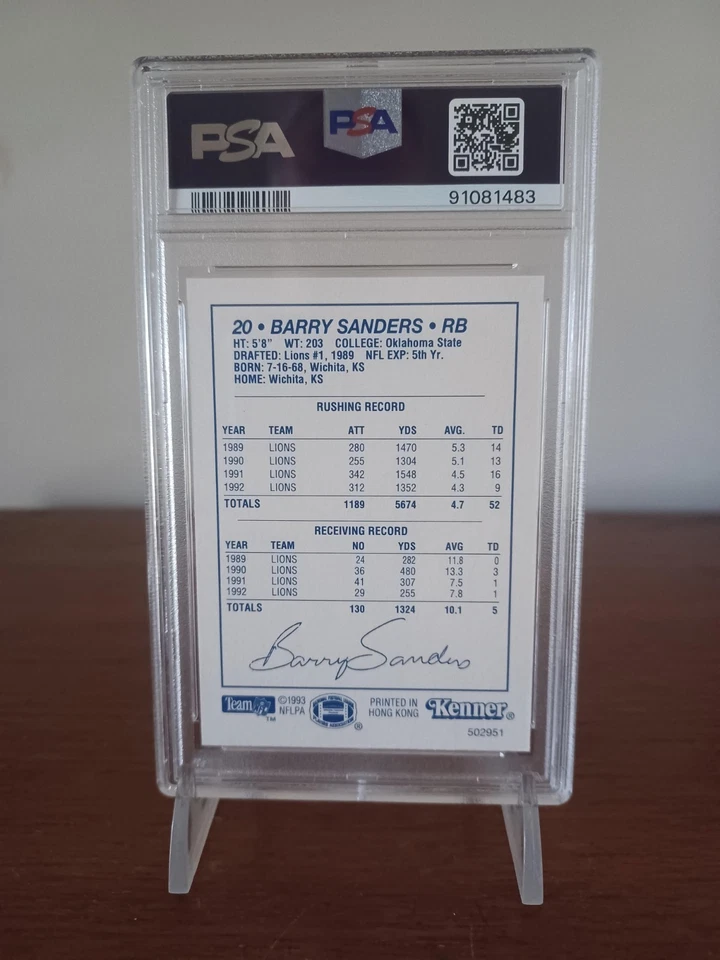 PSA PSA
91081483
20 • BARRY SANDERS • RB
HT: 5'8" WT: 203 COLLEGE: Oklahoma State
DRAFTED: Lions #1, 1989 NFL EXP: 5th Yr.
BORN: 7-16-68, Wichita, KS
HOME: Wichita, KS
RUSHING RECORD
YEAR TEAM ATT YDS AVG. TD
1989 LIONS 280 1470 5.3 14
1990 LIONS 255 1304 5.1 13
1991 LIONS 342 1548 4.5 16
1992 LIONS 312 1352 4.3 9
TOTALS 1189 5674 4.7 52
RECEIVING RECORD
YEAR TEAM NO YDS AVG TD
1989 LIONS 24 282 11.8 0
1990 LIONS 36 480 13.3 3
1991 LIONS 41 307 7.5 1
1992 LIONS 29 255 7.8 1
TOTALS 130 1324 10.1 5
Barry Sanders
Team NFL ™ ©1993 NFLPA ® PRINTED IN HONG KONG Kenner®
502951